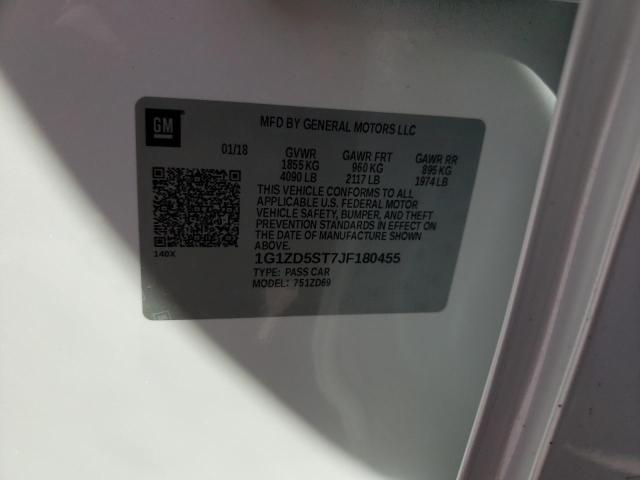 GM
MFD BY GENERAL MOTORS LLC
01/18 GVWR GAWR FRT GAWR RR
1855 KG 960 KG 895 KG
4090 LB 2117 LB 1974 LB
THIS VEHICLE CONFORMS TO ALL
APPLICABLE U.S. FEDERAL MOTOR
VEHICLE SAFETY, BUMPER, AND THEFT
PREVENTION STANDARDS IN EFFECT ON
THE DATE OF MANUFACTURE SHOWN
ABOVE.
140X
1G1ZD5ST7JF180455
TYPE: PASS CAR
MODEL: 751ZD69